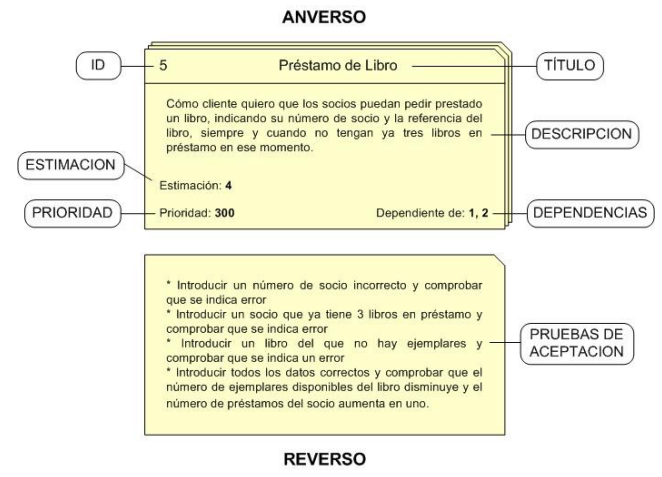 ANVERSO
ID
5
Préstamo de Libro
TÍTULO
Cómo cliente quiero que los socios puedan pedir prestado
un libro, indicando su número de socio y la referencia del
libro, siempre y cuando no tengan ya tres libros en
préstamo en ese momento.
DESCRIPCION
ESTIMACION
Estimación: 4
PRIORIDAD
Prioridad: 300
Dependiente de: 1, 2
DEPENDENCIAS
* Introducir un número de socio incorrecto y comprobar
que se indica error
* Introducir un socio que ya tiene 3 libros en préstamo y
comprobar que se indica error
* Introducir un libro del que no hay ejemplares y
comprobar que se indica un error
* Introducir todos los datos correctos y comprobar que el
número de ejemplares disponibles del libro disminuye y el
número de préstamos del socio aumenta en uno.
PRUEBAS DE
ACEPTACION
REVERSO